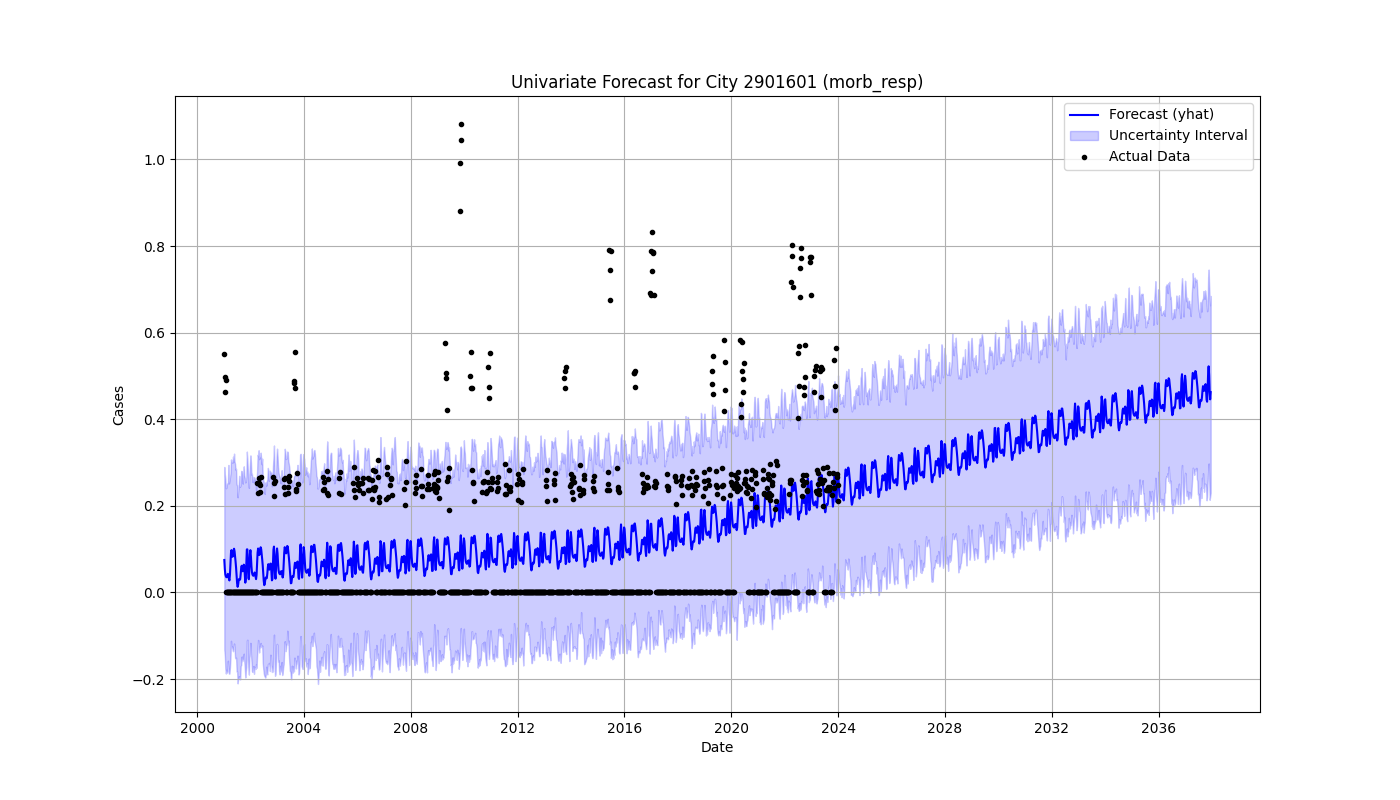 Univariate Forecast for City 2901601 (morb_resp)
Forecast (yhat)
Uncertainty Interval
Actual Data
Cases
1.0
0.8
0.6
0.4
0.2
0.0
−0.2
2000 2004 2008 2012 2016 2020 2024 2028 2032 2036
Date